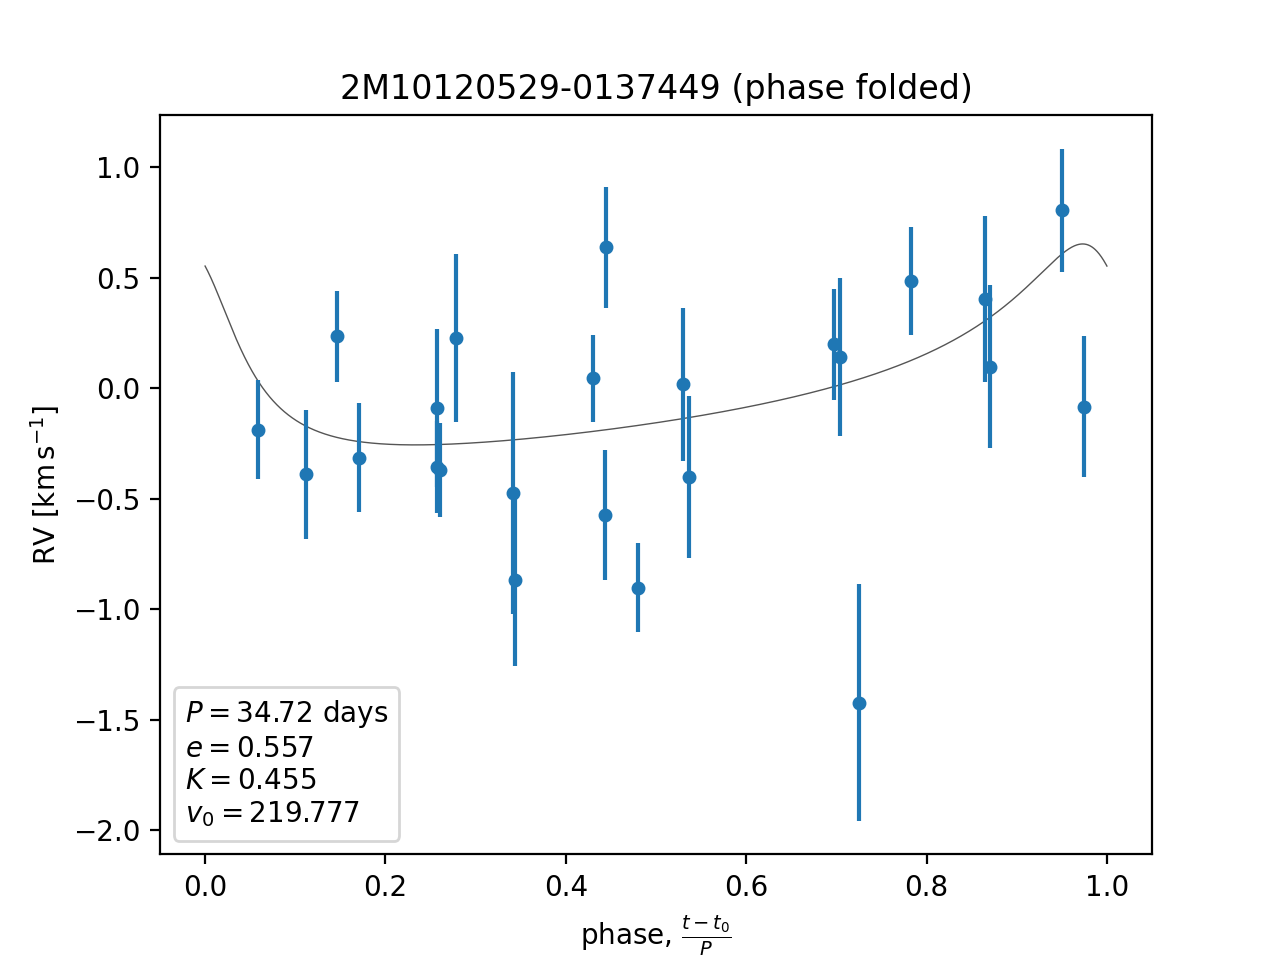 2M10120529-0137449 (phase folded)
1.0
0.5
0.0
−0.5
−1.0
−1.5
−2.0
RV [km s⁻¹]
P = 34.72 days
e = 0.557
K = 0.455
v₀ = 219.777
0.0 0.2 0.4 0.6 0.8 1.0
phase, (t − t₀)/P